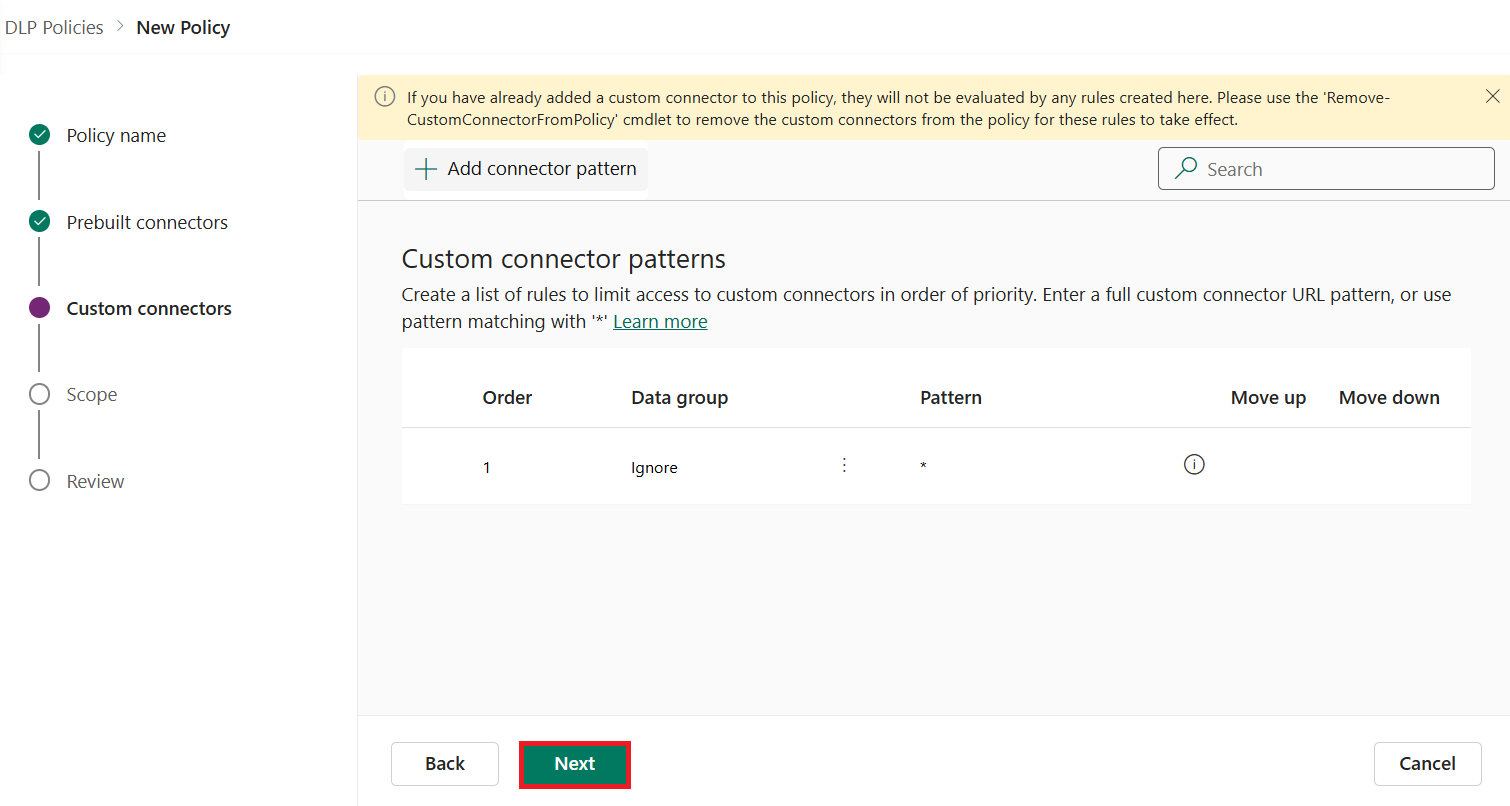 DLP Policies > New Policy
Policy name
Prebuilt connectors
Custom connectors
Scope
Review
If you have already added a custom connector to this policy, they will not be evaluated by any rules created here. Please use the 'Remove-
CustomConnectorFromPolicy' cmdlet to remove the custom connectors from the policy for these rules to take effect.
Add connector pattern
Search
Custom connector patterns
Create a list of rules to limit access to custom connectors in order of priority. Enter a full custom connector URL pattern, or use
pattern matching with '*' Learn more
Order Data group Pattern Move up Move down
1 Ignore *
Back Next Cancel